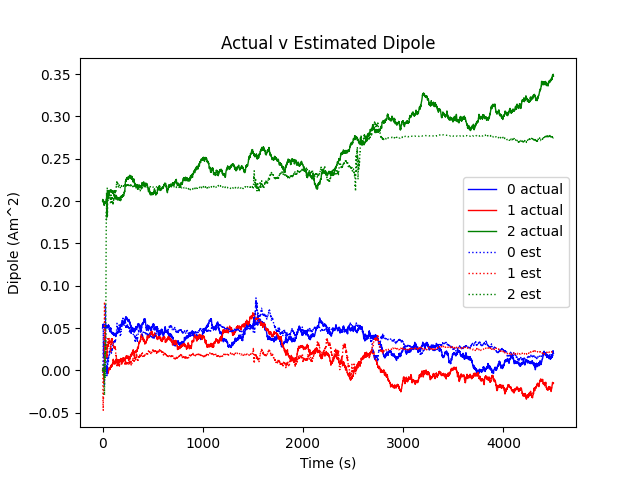 Actual v Estimated Dipole
Dipole (Am^2)
0.35
0.30
0.25
0.20
0.15
0.10
0.05
0.00
−0.05
0 actual
1 actual
2 actual
0 est
1 est
2 est
0
1000
2000
3000
4000
Time (s)